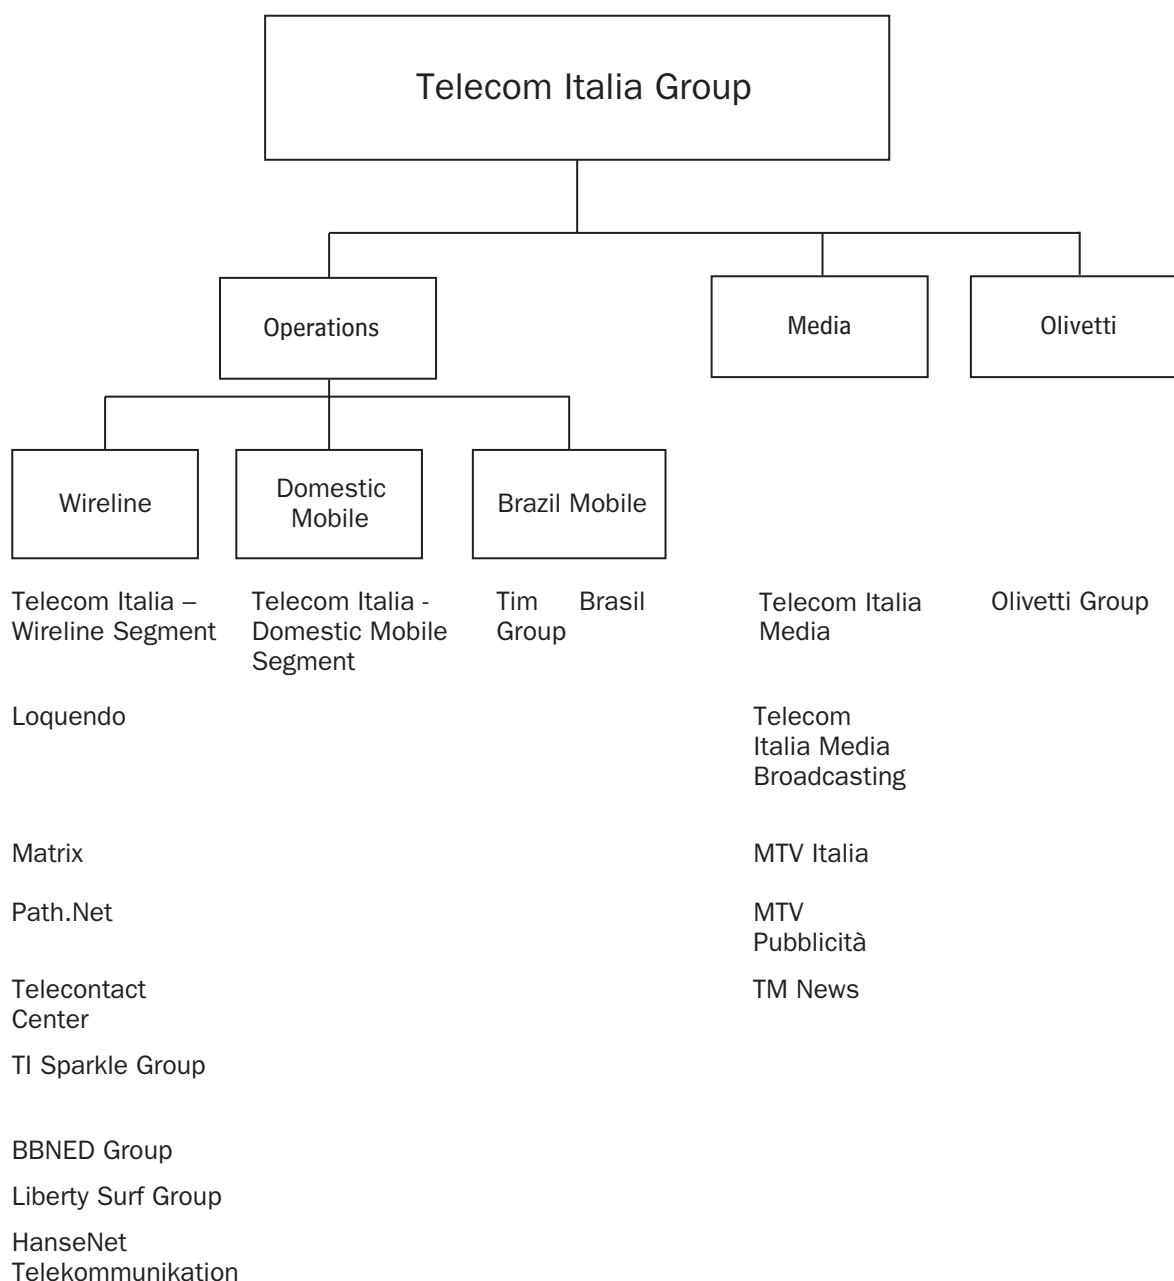 Telecom Italia Group
Operations
Media
Olivetti
Wireline
Domestic
Mobile
Brazil Mobile
Telecom Italia –
Wireline Segment
Telecom Italia -
Domestic Mobile
Segment
Tim Brasil
Group
Telecom Italia
Media
Olivetti Group
Loquendo
Telecom
Italia Media
Broadcasting
Matrix
MTV Italia
Path.Net
MTV
Pubblicità
Telecontact
Center
TM News
TI Sparkle Group
BBNED Group
Liberty Surf Group
HanseNet
Telekommunikation